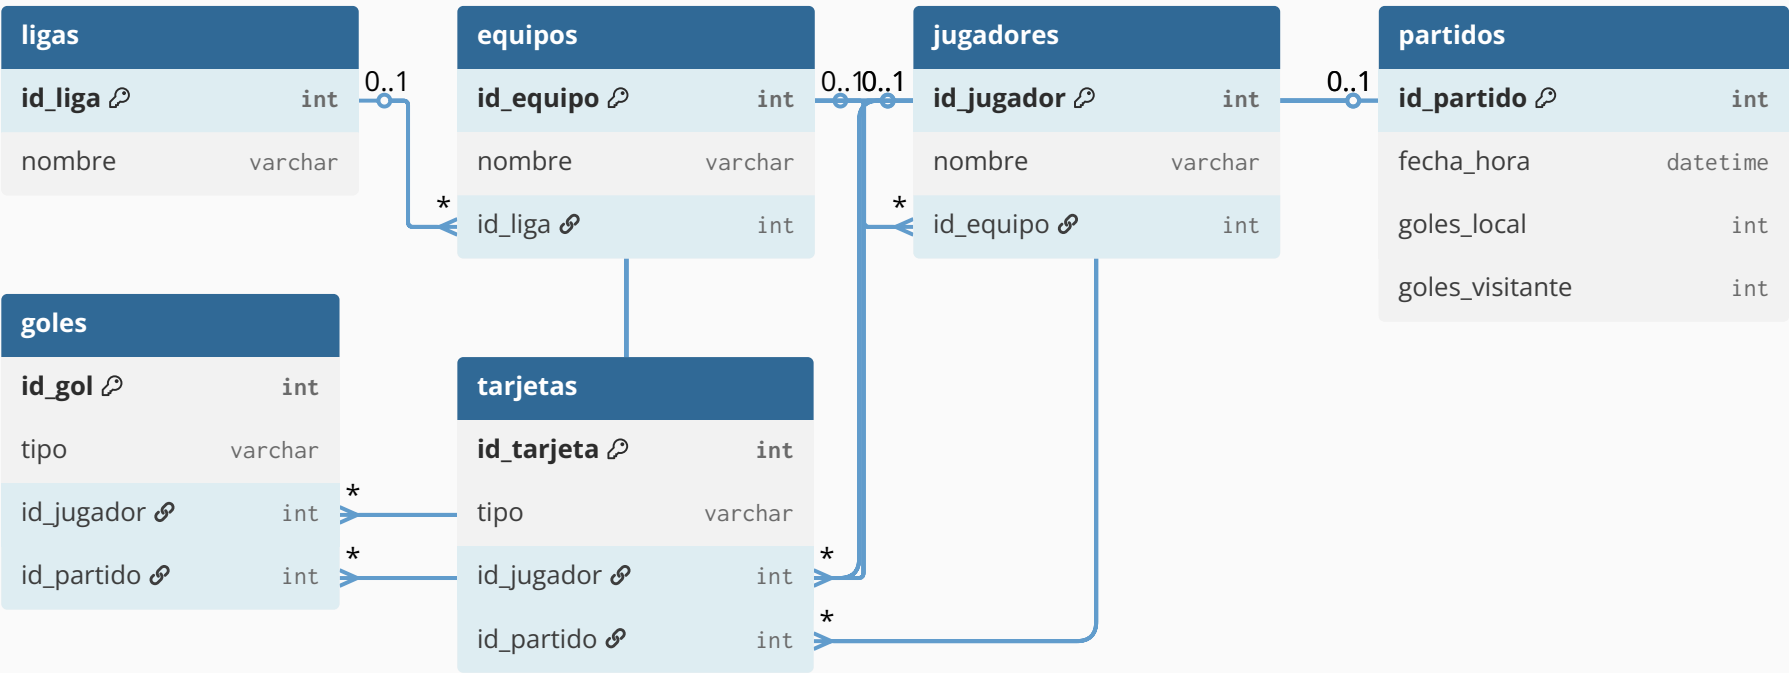 ligas
id_liga int
nombre varchar
0..1
*
equipos
id_equipo int
nombre varchar
id_liga int
0..1
0..1
*
jugadores
id_jugador int
nombre varchar
id_equipo int
0..1
partidos
id_partido int
fecha_hora datetime
goles_local int
goles_visitante int
goles
id_gol int
tipo varchar
id_jugador int
id_partido int
*
*
tarjetas
id_tarjeta int
tipo varchar
id_jugador int
id_partido int
*
*